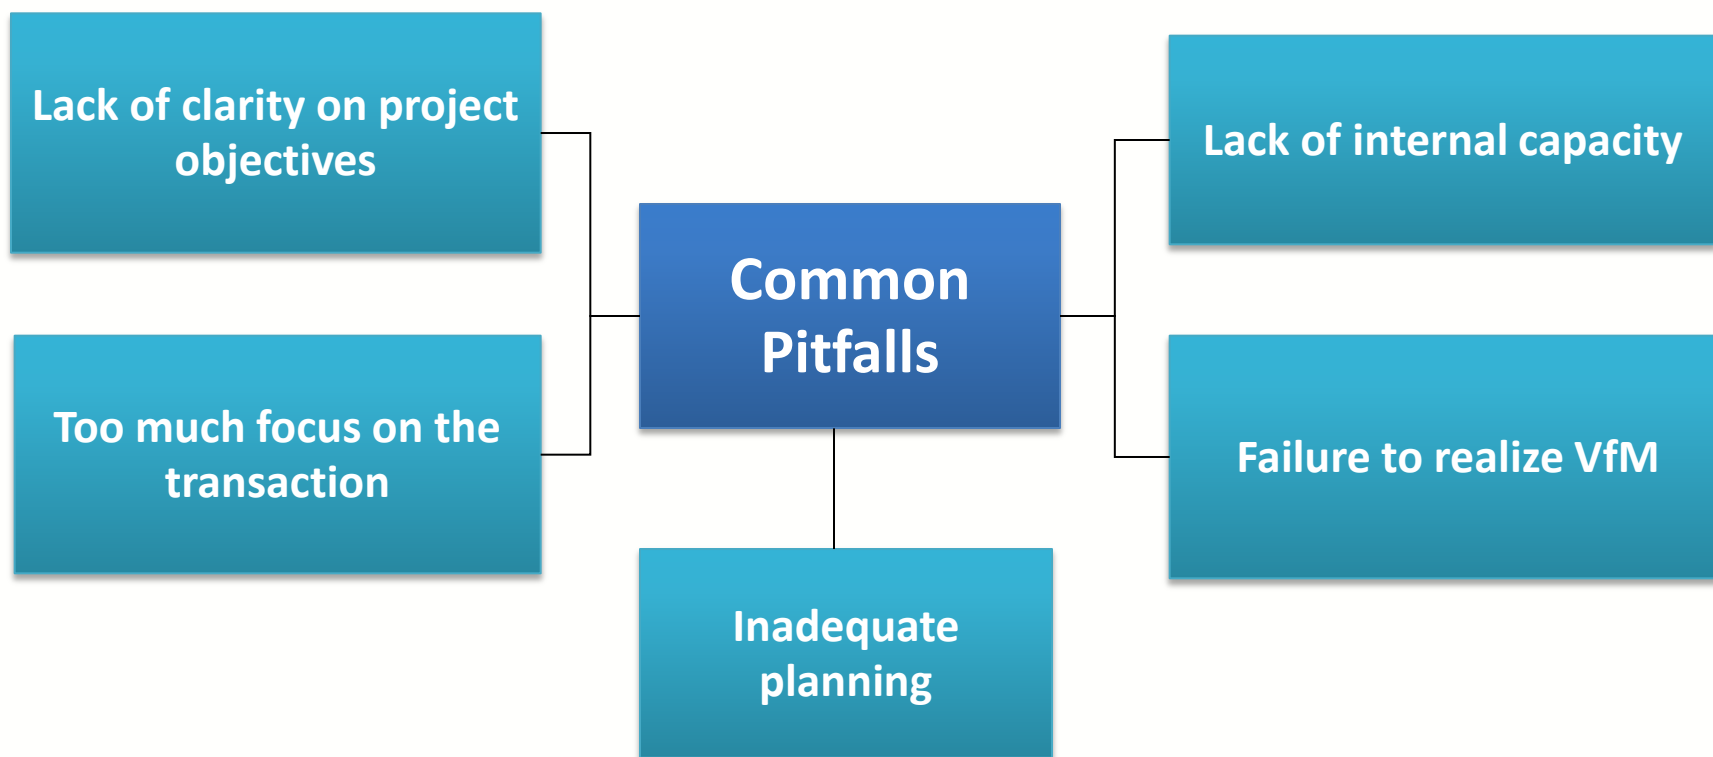 Lack of clarity on project
objectives
Lack of internal capacity
Common
Pitfalls
Too much focus on the
transaction
Failure to realize VfM
Inadequate
planning